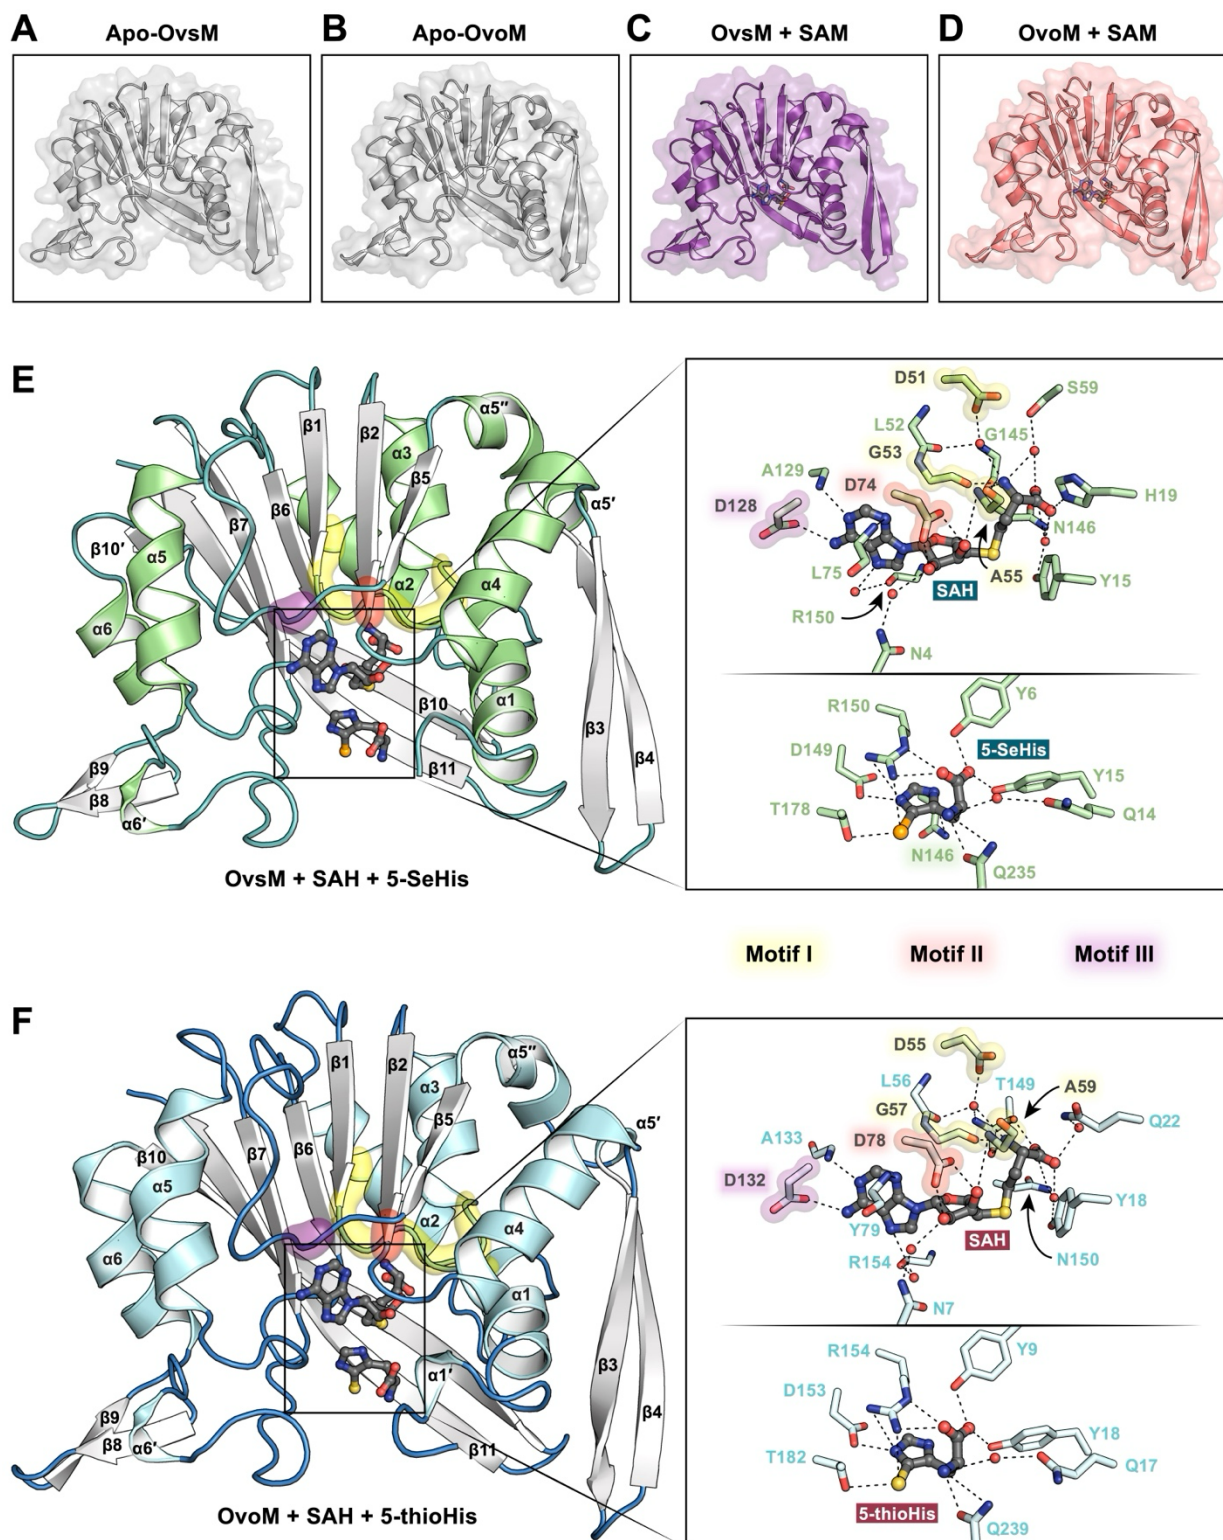 A Apo-OvsM
B Apo-OvoM
C OvsM + SAM
D OvoM + SAM
E
β1
β2
α3
α5″
β5
β6
β7
α5′
β10′
α5
α2
α4
α6
α1
β10
β3
β4
β11
β9
β8
α6′
OvsM + SAH + 5-SeHis
D51
S59
L52
G145
G53
A129
D74
D128
H19
N146
L75
A55
SAH
Y15
R150
N4
Y6
R150
5-SeHis
D149
Y15
T178
Q14
N146
Q235
Motif I Motif II Motif III
F
β1
β2
α5″
α3
β5
α5′
β6
β7
β10
α5
α2
α4
α6
α1
α1′
β3
β4
β9
β8
α6′
β11
OvoM + SAH + 5-thioHis
D55
L56
T149
A59
G57
Q22
A133
D78
D132
Y18
Y79
SAH
R154
N150
N7
R154
Y9
D153
Y18
T182
Q17
5-thioHis
Q239